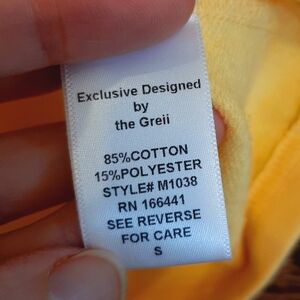 Exclusive Designed
by
the Greii
85%COTTON
15%POLYESTER
STYLE# M1038
RN 166441
SEE REVERSE
FOR CARE
S